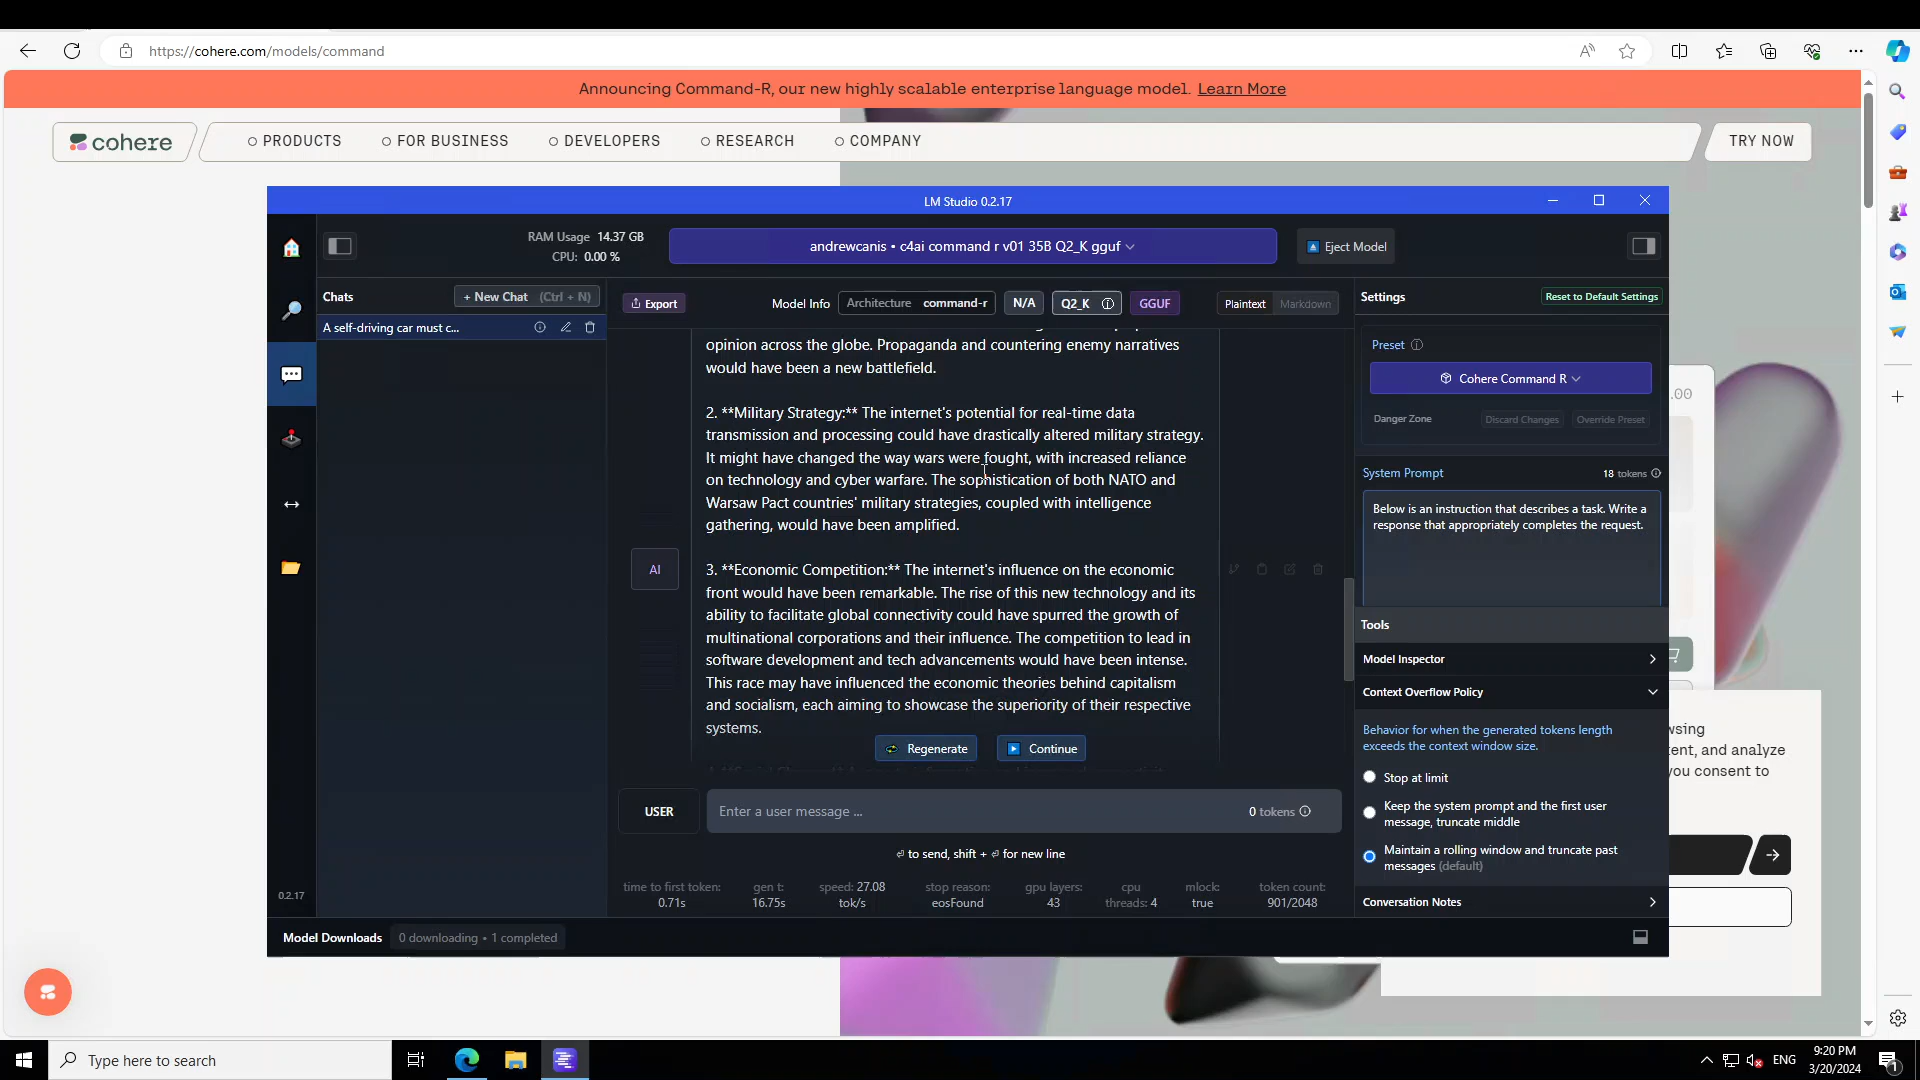 https://cohere.com/models/command
Announcing Command-R, our new highly scalable enterprise language model. Learn More
cohere
PRODUCTS
FOR BUSINESS
DEVELOPERS
RESEARCH
COMPANY
TRY NOW
LM Studio 0.2.17
RAM Usage 14.37 GB
CPU: 0.00 %
andrewcanis • c4ai command r v01 35B Q2_K gguf
Eject Model
Chats
+ New Chat (Ctrl + N)
A self-driving car must c...
Export
Model Info
Architecture command-r
N/A
Q2_K
GGUF
Plaintext Markdown
opinion across the globe. Propaganda and countering enemy narratives
would have been a new battlefield.
2. **Military Strategy:** The internet's potential for real-time data
transmission and processing could have drastically altered military strategy.
It might have changed the way wars were fought, with increased reliance
on technology and cyber warfare. The sophistication of both NATO and
Warsaw Pact countries' military strategies, coupled with intelligence
gathering, would have been amplified.
AI
3. **Economic Competition:** The internet's influence on the economic
front would have been remarkable. The rise of this new technology and its
ability to facilitate global connectivity could have spurred the growth of
multinational corporations and their influence. The competition to lead in
software development and tech advancements would have been intense.
This race may have influenced the economic theories behind capitalism
and socialism, each aiming to showcase the superiority of their respective
systems.
Regenerate
Continue
USER
Enter a user message ...
0 tokens
to send, shift + ⏎ for new line
time to first token: 0.71s
gen t: 16.75s
speed: 27.08 tok/s
stop reason: eosFound
gpu layers: 43
cpu threads: 4
mlock: true
token count: 901/2048
Settings
Reset to Default Settings
Preset
Cohere Command R
Danger Zone
Discard Changes
Override Preset
System Prompt
18 tokens
Below is an instruction that describes a task. Write a
response that appropriately completes the request.
Tools
Model Inspector
Context Overflow Policy
Behavior for when the generated tokens length
exceeds the context window size.
Stop at limit
Keep the system prompt and the first user
message, truncate middle
Maintain a rolling window and truncate past
messages (default)
Conversation Notes
0.2.17
Model Downloads
0 downloading • 1 completed
.00
wsing
tent, and analyze
you consent to
Type here to search
ENG
9:20 PM
3/20/2024
1